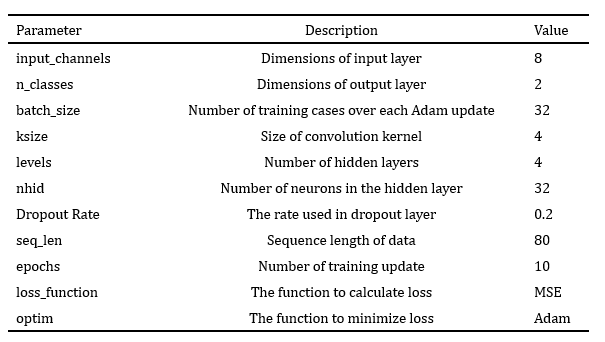 Parameter Description Value
input_channels Dimensions of input layer 8
n_classes Dimensions of output layer 2
batch_size Number of training cases over each Adam update 32
ksize Size of convolution kernel 4
levels Number of hidden layers 4
nhid Number of neurons in the hidden layer 32
Dropout Rate The rate used in dropout layer 0.2
seq_len Sequence length of data 80
epochs Number of training update 10
loss_function The function to calculate loss MSE
optim The function to minimize loss Adam